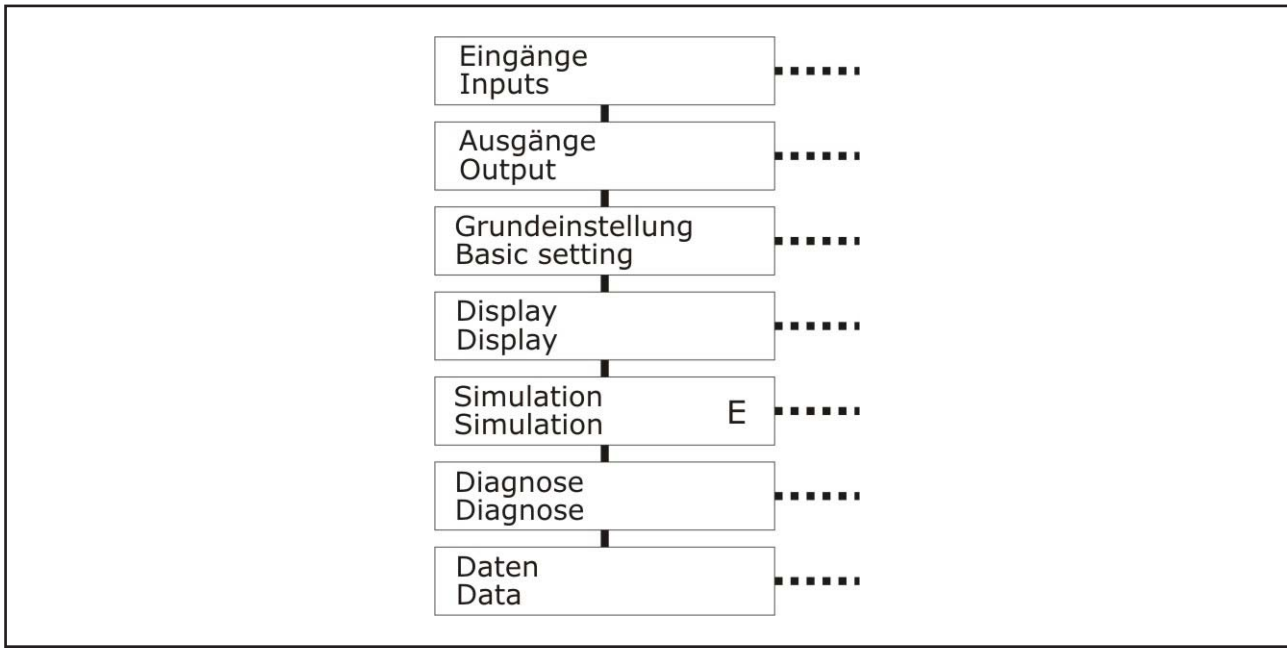 Eingänge
Inputs
Ausgänge
Output
Grundeinstellung
Basic setting
Display
Display
Simulation
Simulation
E
Diagnose
Diagnose
Daten
Data